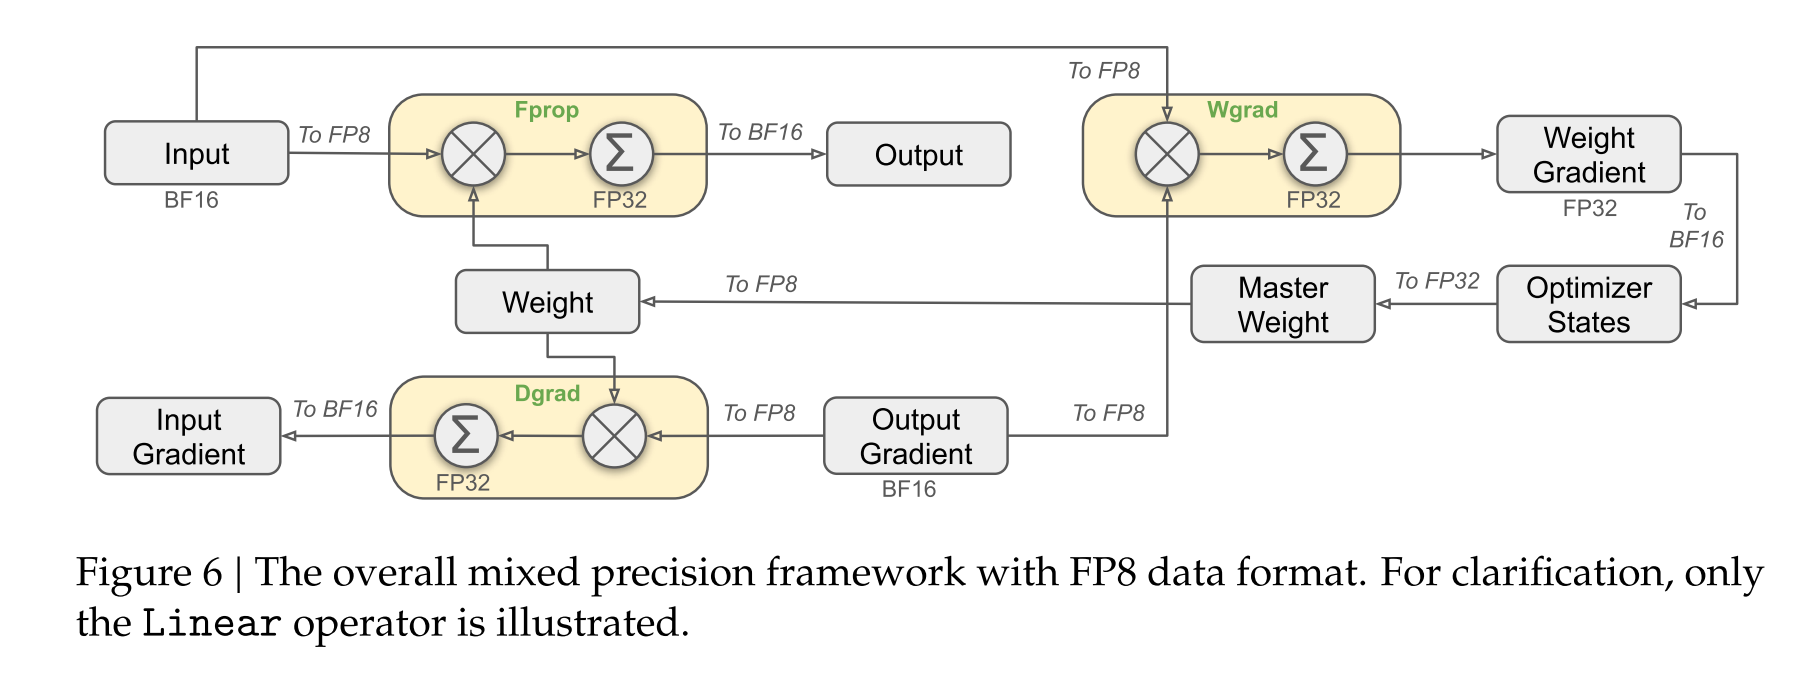 To FP8
Fprop
Wgrad
Input
To FP8
Σ
To BF16
Output
Σ
Weight
Gradient
BF16
FP32
FP32
FP32
To
BF16
Weight
To FP8
Master
Weight
To FP32
Optimizer
States
Dgrad
Input
Gradient
To BF16
Σ
To FP8
Output
Gradient
To FP8
FP32
BF16
Figure 6 | The overall mixed precision framework with FP8 data format. For clarification, only
the Linear operator is illustrated.